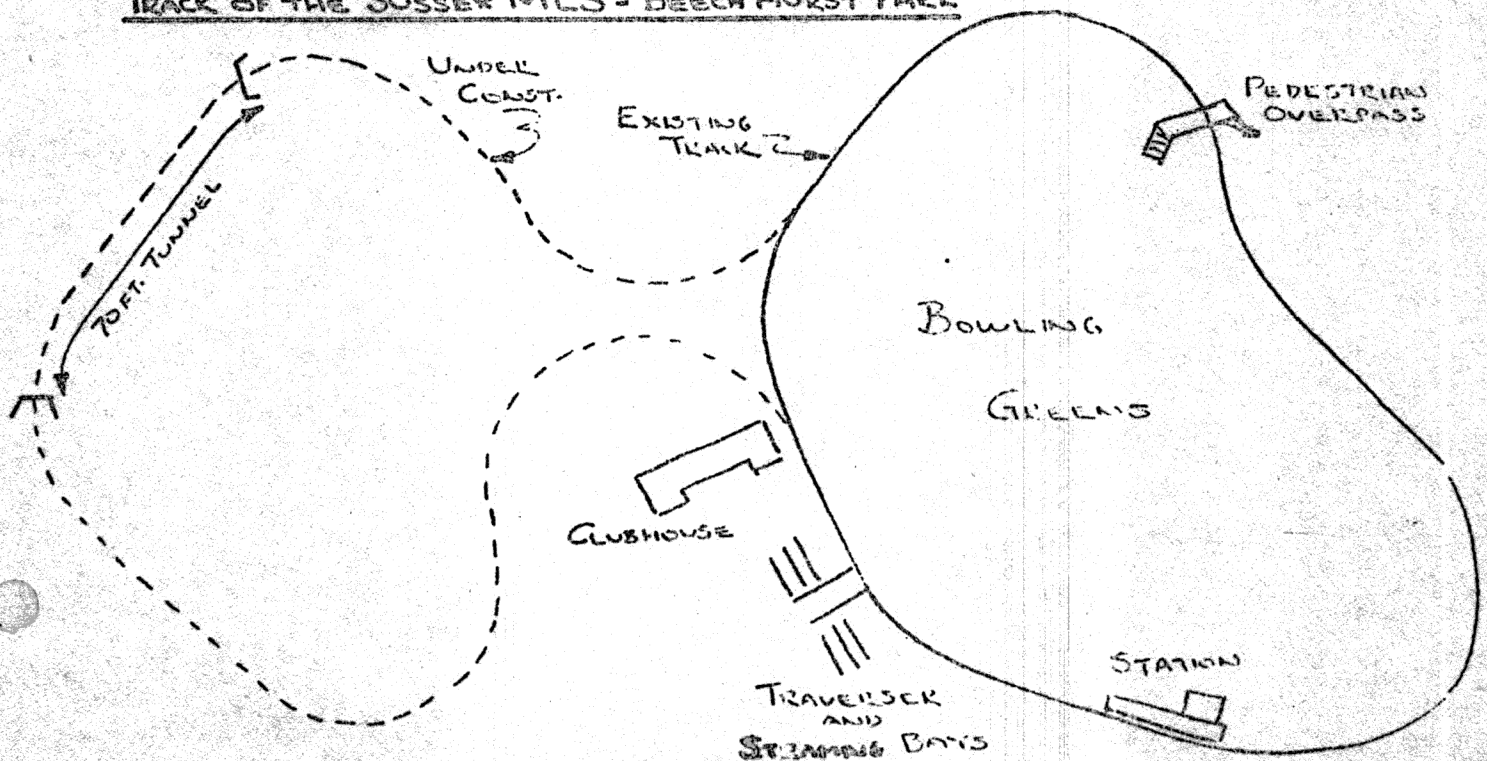 TRACK OF THE SUSSEX MLS - BEECH HURST PARK
UNDER
CONST.
EXISTING
TRACK
PEDESTRIAN
OVERPASS
70 FT. TUNNEL
BOWLING
GREENS
CLUBHOUSE
STATION
TRAVERSER
AND
STEAMING BAYS